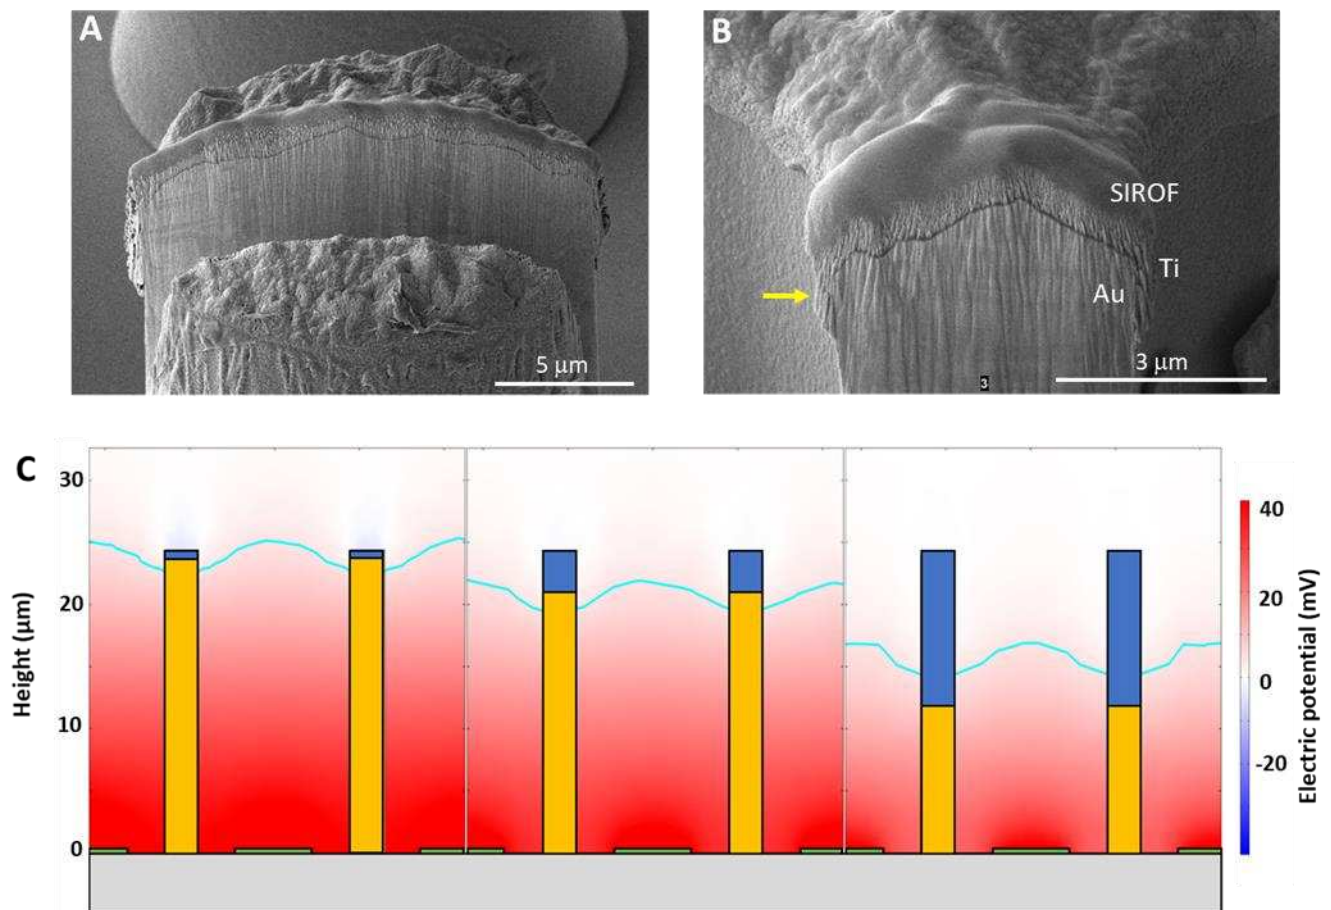 A
5 µm
B
SIROF
Ti
Au
3
3 µm
C
30
20
10
0
Height (µm)
40
20
0
-20
Electric potential (mV)